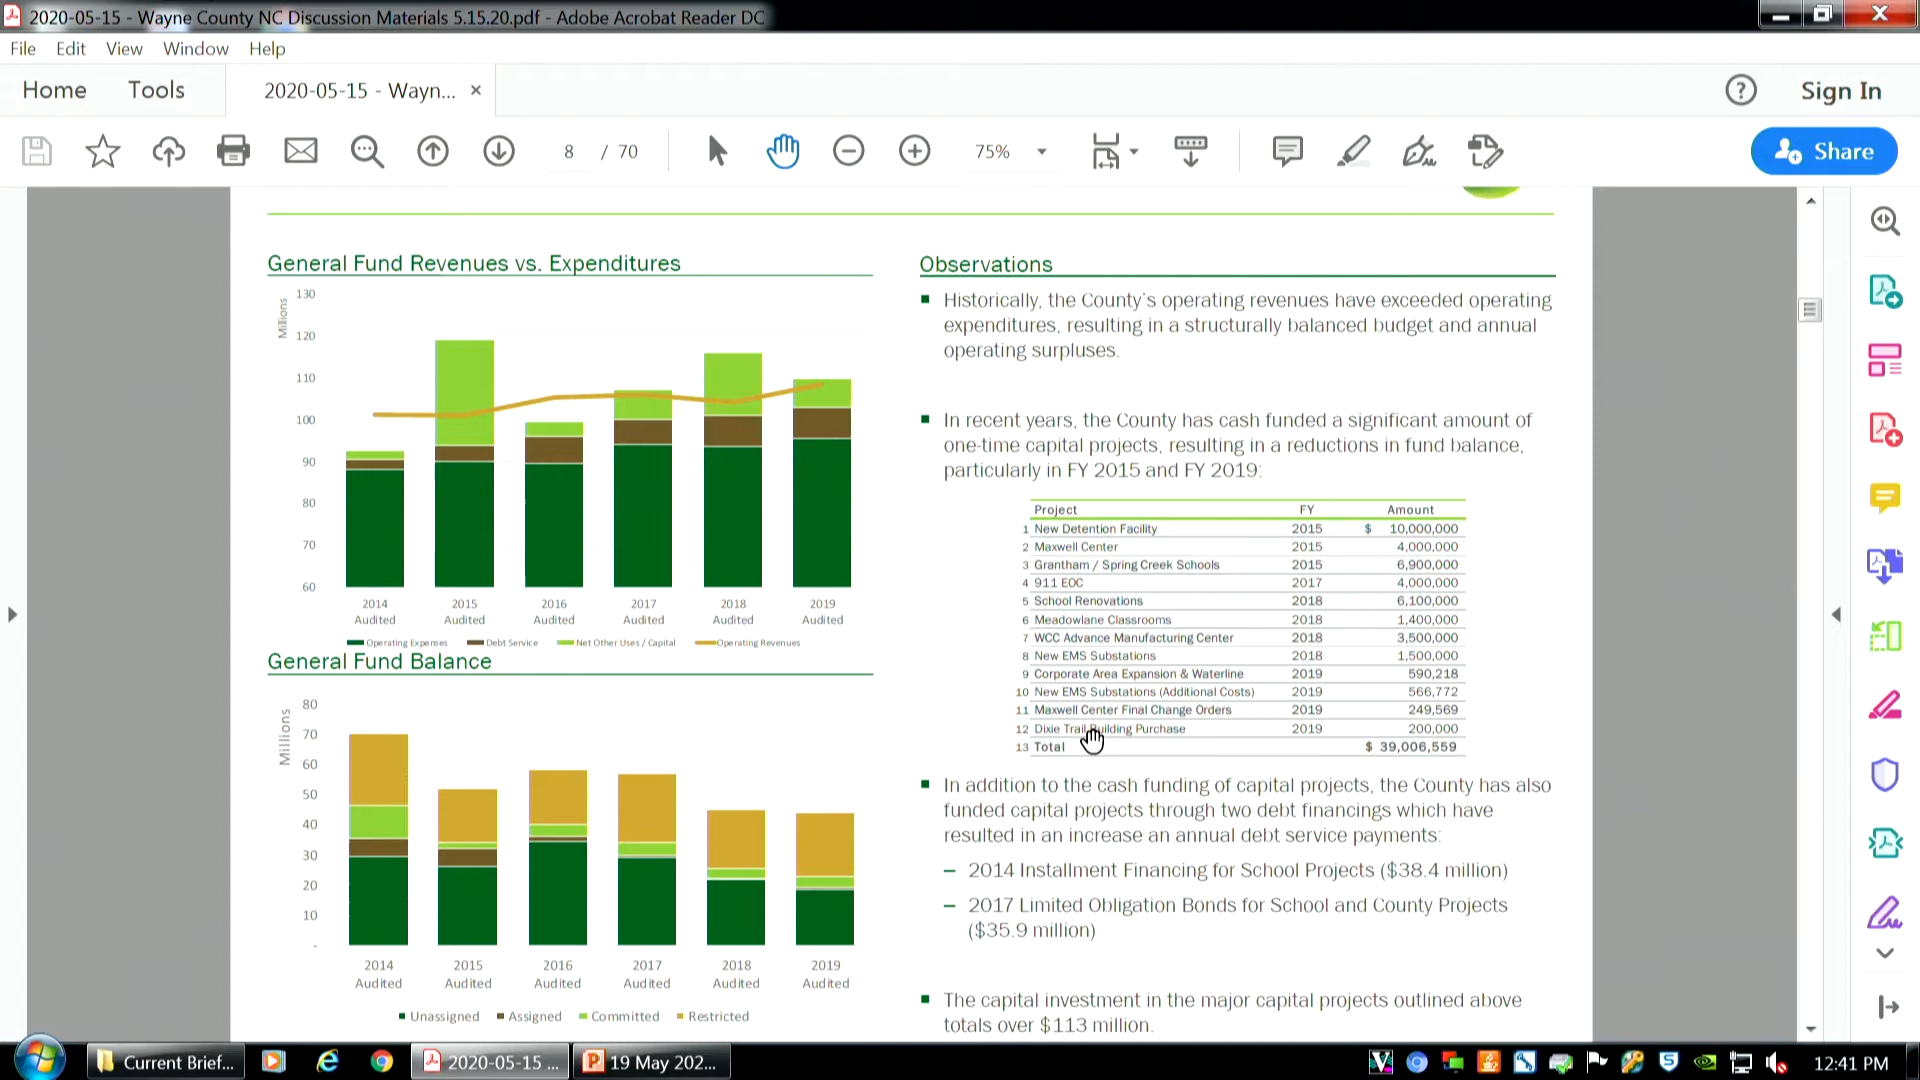 2020-05-15 - Wayne County NC Discussion Materials 5.15.20.pdf - Adobe Acrobat Reader DC
File Edit View Window Help
Home Tools 2020-05-15 - Wayn... × Sign In
8 / 70 75% Share
General Fund Revenues vs. Expenditures
Millions
130
120
110
100
90
80
70
60
2014 2015 2016 2017 2018 2019
Audited Audited Audited Audited Audited Audited
Operating Expenses Debt Service Net Other Uses / Capital Operating Revenues
General Fund Balance
Millions
80
70
60
50
40
30
20
10
-
2014 2015 2016 2017 2018 2019
Audited Audited Audited Audited Audited Audited
Unassigned Assigned Committed Restricted
Observations
Historically, the County's operating revenues have exceeded operating
expenditures, resulting in a structurally balanced budget and annual
operating surpluses.
In recent years, the County has cash funded a significant amount of
one-time capital projects, resulting in a reductions in fund balance,
particularly in FY 2015 and FY 2019:
Project FY Amount
1 New Detention Facility 2015 $ 10,000,000
2 Maxwell Center 2015 4,000,000
3 Grantham / Spring Creek Schools 2015 6,900,000
4 911 EOC 2017 4,000,000
5 School Renovations 2018 6,100,000
6 Meadowlane Classrooms 2018 1,400,000
7 WCC Advance Manufacturing Center 2018 3,500,000
8 New EMS Substations 2018 1,500,000
9 Corporate Area Expansion & Waterline 2019 590,218
10 New EMS Substations (Additional Costs) 2019 566,772
11 Maxwell Center Final Change Orders 2019 249,569
12 Dixie Trail Building Purchase 2019 200,000
13 Total $ 39,006,559
In addition to the cash funding of capital projects, the County has also
funded capital projects through two debt financings which have
resulted in an increase an annual debt service payments:
– 2014 Installment Financing for School Projects ($38.4 million)
– 2017 Limited Obligation Bonds for School and County Projects
($35.9 million)
The capital investment in the major capital projects outlined above
totals over $113 million.
Current Brief... 2020-05-15 ... 19 May 202... 12:41 PM